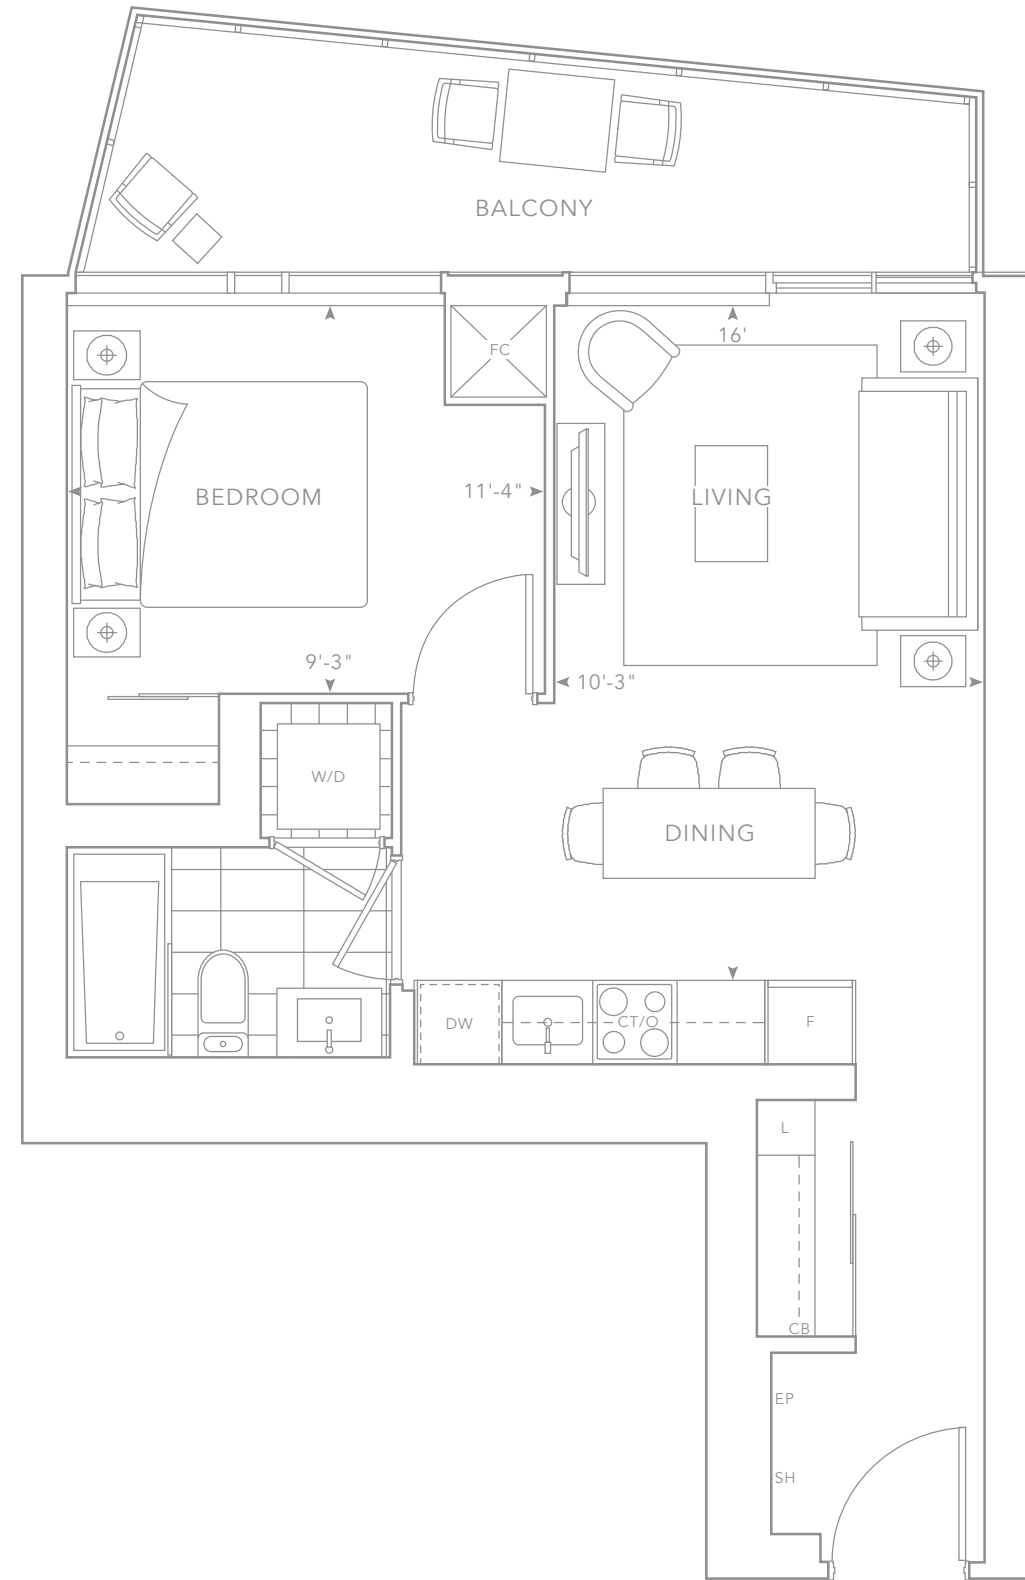 BALCONY
16'
FC
BEDROOM
11'-4"
LIVING
9'-3"
10'-3"
W/D
DINING
DW
CT/O
F
L
CB
EP
SH